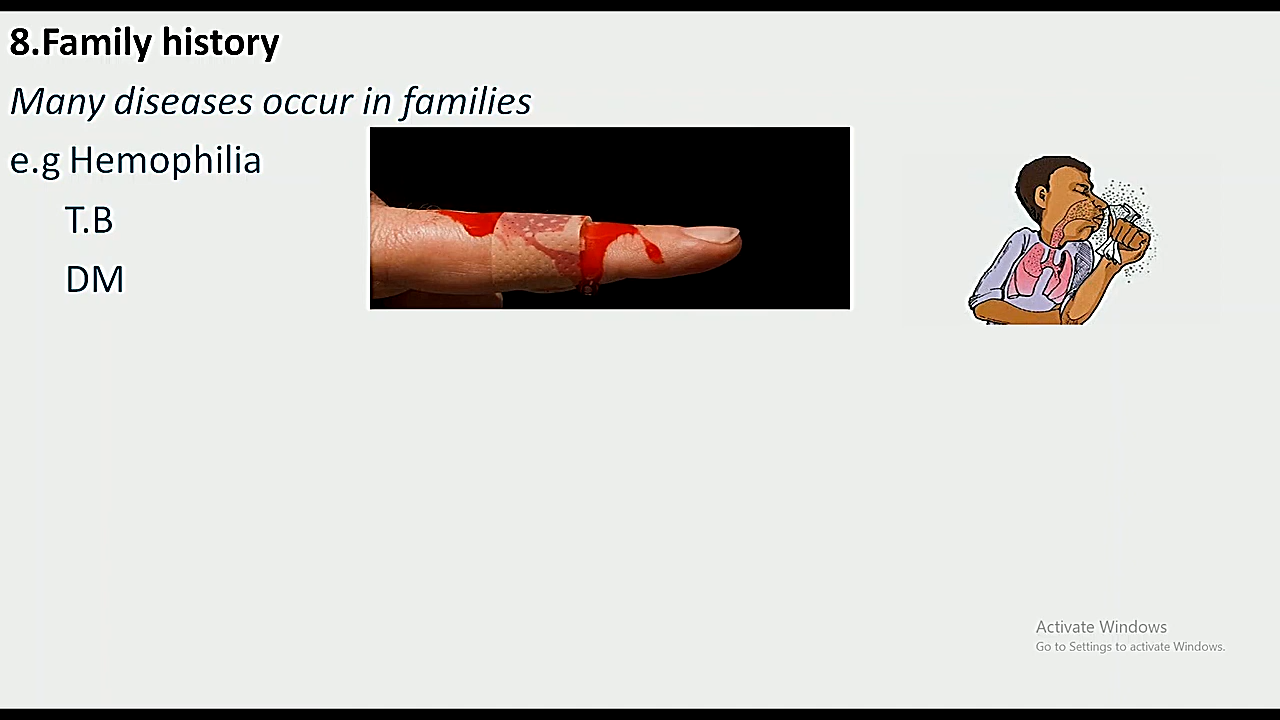 8.Family history
Many diseases occur in families
e.g Hemophilia
T.B
DM
Activate Windows
Go to Settings to activate Windows.